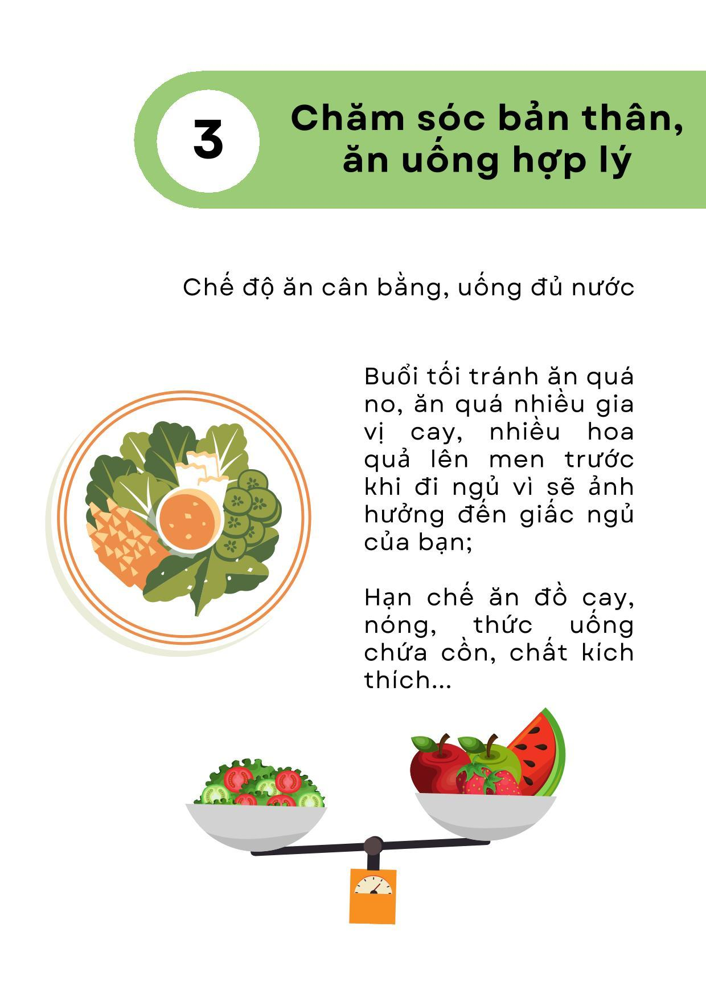 3
Chăm sóc bản thân,
ăn uống hợp lý
Chế độ ăn cân bằng, uống đủ nước
Buổi tối tránh ăn quá
no, ăn quá nhiều gia
vị cay, nhiều hoa
quả lên men trước
khi đi ngủ vì sẽ ảnh
hưởng đến giấc ngủ
của bạn;
Hạn chế ăn đồ cay,
nóng, thức uống
chứa cồn, chất kích
thích...